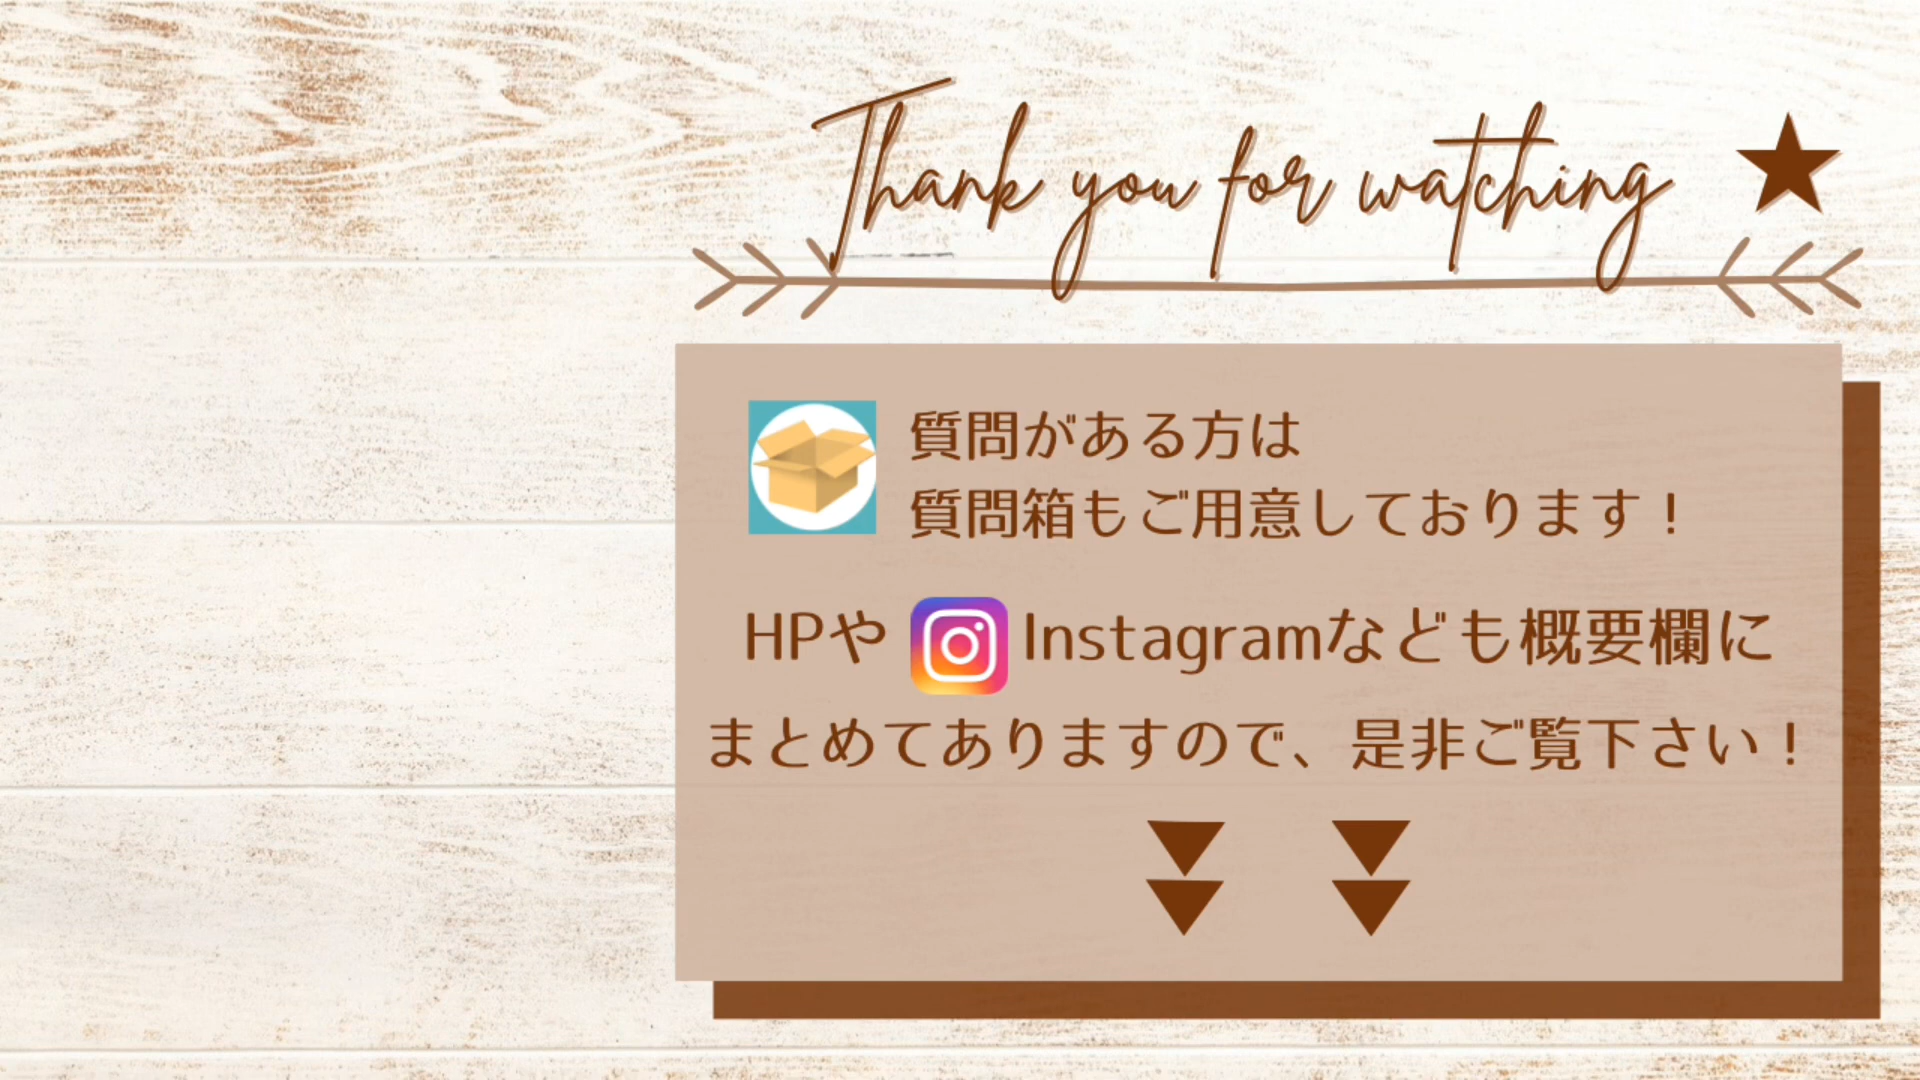 Thank you for watching
質問がある方は
質問箱もご用意しております！
HPや Instagramなども概要欄に
まとめてありますので、是非ご覧下さい！